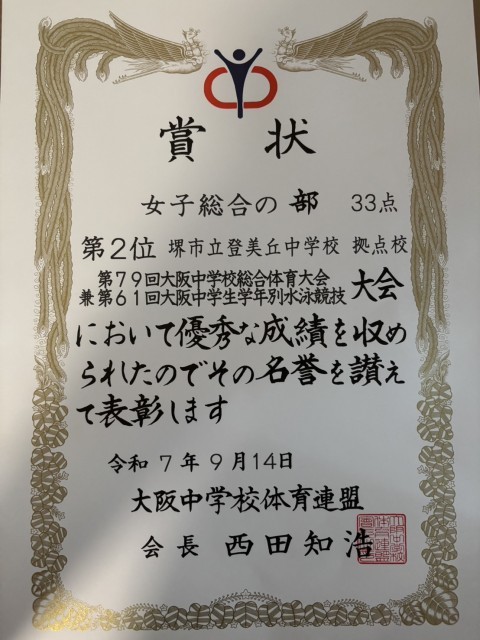 賞状
女子総合の部 33点
第2位 堺市立登美丘中学校 拠点校
第79回大阪中学校総合体育大会
兼第61回大阪中学生学年別水泳競技 大会
において優秀な成績を収め
られたのでその名誉を讃え
て表彰します
令和7年9月14日
大阪中学校体育連盟
会長 西田知浩